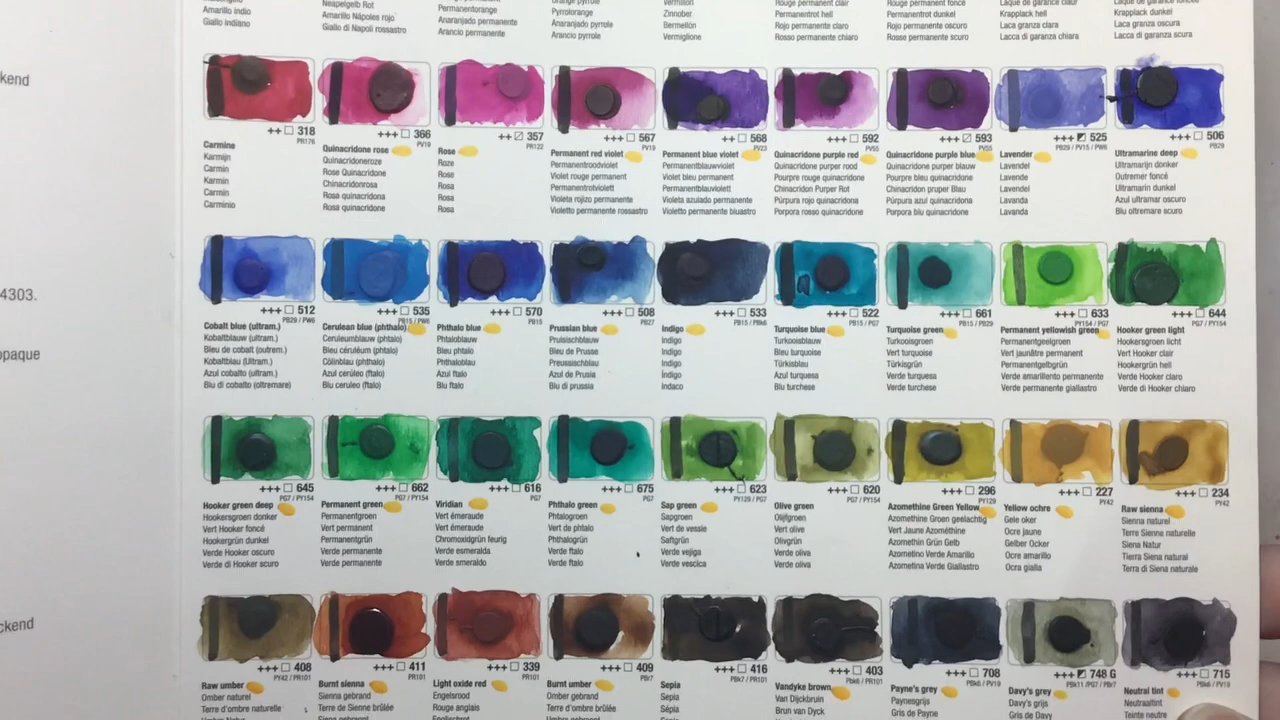 Amarillo indio
Giallo indiano
Neapelgelb Rot
Amarillo Nápoles rojo
Giallo di Napoli rossastro
Permanentorange
Anaranjado permanente
Arancio permanente
Pyrrolorange
Anaranjado pyrrole
Arancio pyrrole
Vermillon
Zinnober
Bermellón
Vermiglione
Rouge permanent clair
Permanentrot hell
Rojo permanente claro
Rosso permanente chiaro
Rouge permanent foncé
Permanentrot dunkel
Rojo permanente oscuro
Rosse permanente scuro
Laque de garance clair
Krapplack hell
Laca granza clara
Lacca di garanza chiara
Laque de garance foncé
Krapplack dunkel
Laca granza oscura
Lacca di garanza scura
ckend
4303.
opaque
ckend
++ 318
PR176
Carmine
Karmijn
Carmin
Karmin
Carmin
Carminio
+++ 366
PV19
Quinacridone rose
Quinacridoneroze
Rose Quinacridone
Chinacridonrosa
Rosa quinacridona
Rosa quinacridone
++ 357
PR122
Rose
Roze
Rose
Rosa
Rosa
Rosa
+++ 567
PV19
Permanent red violet
Permanentroodviolet
Violet rouge permanent
Permanentrotviolett
Violeta rojizo permanente
Violetto permanente rossastro
+++ 568
PV23
Permanent blue violet
Permanentblauwviolet
Violet bleu permanent
Permanentblauviolett
Violeta azulado permanente
Violetto permanente bluastro
+++ 592
PV55
Quinacridone purple red
Quinacridone purper rood
Pourpre rouge quinacridone
Chinacridon Purper Rot
Púrpura rojo quinacridona
Porpora rosso quinacridone
+++ 593
PV55
Quinacridone purple blue
Quinacridone purper blauw
Pourpre bleu quinacridone
Chinacridon pruper Blau
Púrpura azul quinacridona
Porpora blu quinacridone
+++ 525
PB29 / PV15 / PW6
Lavender
Lavendel
Lavende
Lavendel
Lavanda
Lavanda
+++ 506
PB29
Ultramarine deep
Ultramarijn donker
Outremer foncé
Ultramarin dunkel
Azul ultramar oscuro
Blu oltremare scuro
+++ 512
PB29 / PW6
Cobalt blue (ultram.)
Kobaltblauw (ultram.)
Bleu de cobalt (outrem.)
Kobaltblau (Ultram.)
Azul cobalto (ultram.)
Blu di cobalto (oltremare)
+++ 535
PB15 / PW6
Cerulean blue (phthalo)
Ceruleumblauw (phtalo)
Bleu céruléum (phtalo)
Cölinblau (phthalo)
Azul cerúleo (ftalo)
Blu ceruleo (ftalo)
+++ 570
PB15
Phthalo blue
Phtaloblauw
Bleu phtalo
Phthaloblau
Azul ftalo
Blu ftalo
+++ 508
PB27
Prussian blue
Pruisischblauw
Bleu de Prusse
Preussischblau
Azul de Prusia
Blu di prussia
+++ 533
PB15 / PBk6
Indigo
Indigo
Indigo
Indigo
Índigo
Indaco
+++ 522
PB15 / PG7
Turquoise blue
Turkooisblauw
Bleu turquoise
Türkisblau
Azul turquesa
Blu turchese
+++ 661
PB15 / PB29
Turquoise green
Turkooisgroen
Vert turquoise
Türkisgrün
Verde turquesa
Verde turchese
+++ 633
PY154 / PG7
Permanent yellowish green
Permanentgeelgroen
Vert jaunâtre permanent
Permanentgelbgrün
Verde amarillento permanente
Verde permanente giallastro
+++ 644
PG7 / PY154
Hooker green light
Hookersgroen licht
Vert Hooker clair
Hookergrün hell
Verde Hooker claro
Verde di Hooker chiaro
+++ 645
PG7 / PY154
Hooker green deep
Hookersgroen donker
Vert Hooker foncé
Hookergrün dunkel
Verde Hooker oscuro
Verde di Hooker scuro
+++ 662
PG7 / PY154
Permanent green
Permanentgroen
Vert permanent
Permanentgrün
Verde permanente
Verde permanente
+++ 616
PG7
Viridian
Vert émeraude
Vert émeraude
Chromoxidgrün feurig
Verde esmeralda
Verde smeraldo
+++ 675
PG7
Phthalo green
Phtalogroen
Vert de phtalo
Phthalogrün
Verde ftalo
Verde ftalo
+++ 623
PY129 / PG7
Sap green
Sapgroen
Vert de vessie
Saftgrün
Verde vejiga
Verde vescica
+++ 620
PG7 / PY154
Olive green
Olijfgroen
Vert olive
Olivgrün
Verde oliva
Verde oliva
+++ 296
PY129
Azomethine Green Yellow
Azomethine Groen geelachtig
Vert Jaune Azométhine
Azomethin Grün Gelb
Azometino Verde Amarillo
Azometina Verde Giallastro
+++ 227
PY42
Yellow ochre
Gele oker
Ocre jaune
Gelber Ocker
Ocre amarillo
Ocra gialla
+++ 234
PY42
Raw sienna
Sienna naturel
Terre Sienne naturelle
Siena Natur
Tierra Siena natural
Terra di Siena naturale
+++ 408
PY42 / PR101
Raw umber
Omber naturel
Terre d'ombre naturelle
+++ 411
PR101
Burnt sienna
Sienna gebrand
Terre de Sienne brûlée
+++ 339
PR101
Light oxide red
Engelsrood
Rouge anglais
+++ 409
PBr7
Burnt umber
Omber gebrand
Terre d'ombre brûlée
+++ 416
PBk7 / PR101
Sepia
Sepia
Sépia
+++ 403
PBk6 / PR101
Vandyke brown
Van Dijckbruin
Brun van Dyck
+++ 708
PBk6 / PV19
Payne's grey
Paynesgrijs
Gris de Payne
+++ 748 G
PBk11 /PG7 / PBk7
Davy's grey
Davy's grijs
Gris de Davy
+++ 715
PBk6 / PV19
Neutral tint
Neutraaltint
Teinte neutre